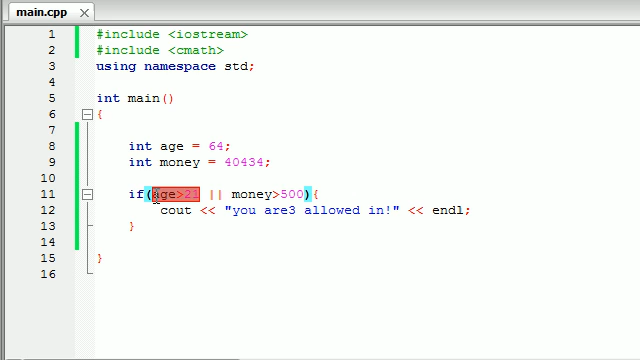 main.cpp
1 #include <iostream>
2 #include <cmath>
3 using namespace std;
4
5 int main()
6 {
7
8 int age = 64;
9 int money = 40434;
10
11 if(age>21 || money>500){
12 cout << "you are3 allowed in!" << endl;
13 }
14
15 }
16